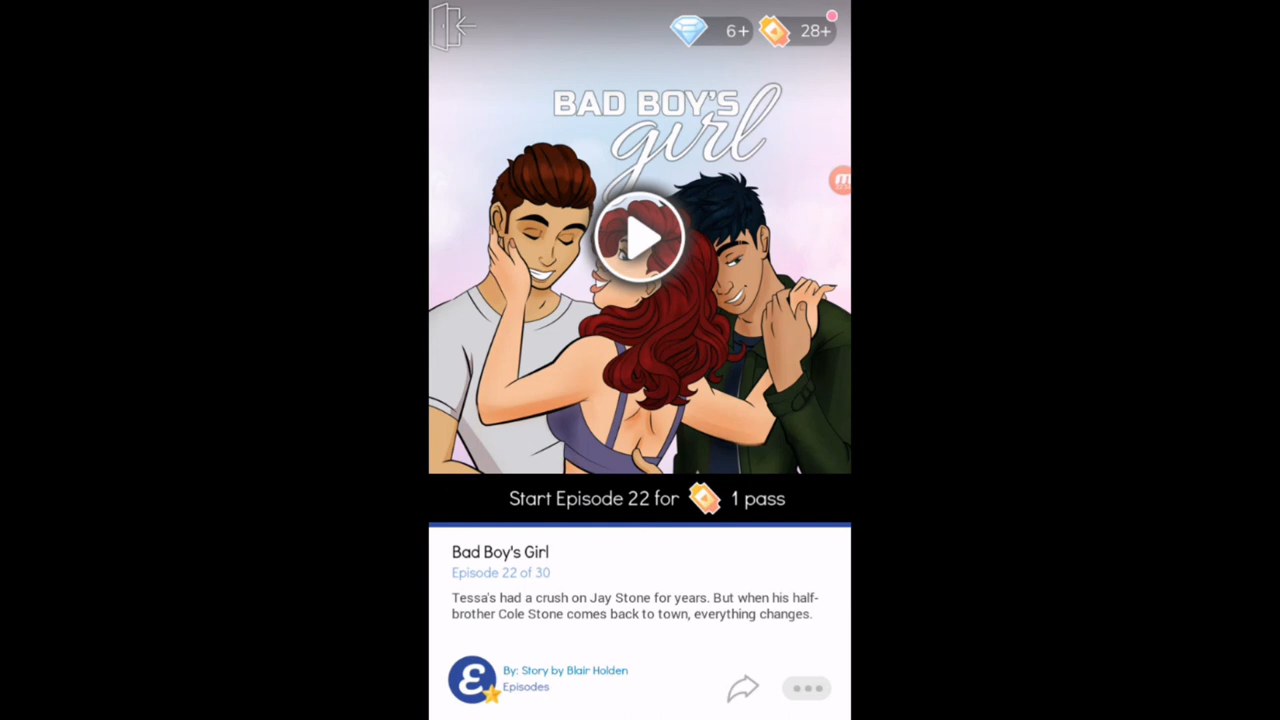 6+
28+
BAD BOY'S
girl
Start Episode 22 for 1 pass
Bad Boy's Girl
Episode 22 of 30
Tessa's had a crush on Jay Stone for years. But when his half-
brother Cole Stone comes back to town, everything changes.
By: Story by Blair Holden
Episodes